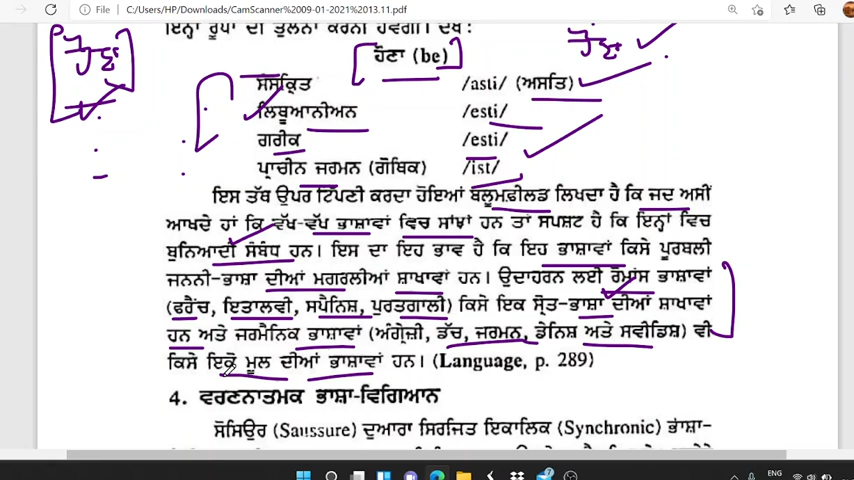 C:/Users/HP/Downloads/CamScanner%2009-01-2021%2013.11.pdf
ਇਨ੍ਹਾਂ ਰੂਪਾਂ ਦੀ ਤੁਲਨਾ ਕਰਨੀ ਹੋਵੇਗੀ। ਦੇਖੋ :
ਹੋਣਾ (be)
ਸੰਸਕ੍ਰਿਤ /asti/ (ਅਸਤਿ)
ਲਿਥੂਆਨੀਅਨ /esti/
ਗਰੀਕ /esti/
ਪ੍ਰਾਚੀਨ ਜਰਮਨ (ਗੌਥਿਕ) /ist/
ਇਸ ਤੱਥ ਉਪਰ ਟਿੱਪਣੀ ਕਰਦਾ ਹੋਇਆਂ ਬਲੂਮਫ਼ੀਲਡ ਲਿਖਦਾ ਹੈ ਕਿ ਜਦ ਅਸੀਂ
ਆਖਦੇ ਹਾਂ ਕਿ ਵੱਖ-ਵੱਖ ਭਾਸ਼ਾਵਾਂ ਵਿਚ ਸਾਂਝਾਂ ਹਨ ਤਾਂ ਸਪਸ਼ਟ ਹੈ ਕਿ ਇਨ੍ਹਾਂ ਵਿਚ
ਬੁਨਿਆਦੀ ਸੰਬੰਧ ਹਨ। ਇਸ ਦਾ ਇਹ ਭਾਵ ਹੈ ਕਿ ਇਹ ਭਾਸ਼ਾਵਾਂ ਕਿਸੇ ਪੂਰਬਲੀ
ਜਨਨੀ-ਭਾਸ਼ਾ ਦੀਆਂ ਮਗਰਲੀਆਂ ਸ਼ਾਖਾਵਾਂ ਹਨ। ਉਦਾਹਰਨ ਲਈ ਰੋਮਾਂਸ ਭਾਸ਼ਾਵਾਂ
(ਫਰੈਂਚ, ਇਤਾਲਵੀ, ਸਪੈਨਿਸ਼, ਪੁਰਤਗਾਲੀ) ਕਿਸੇ ਇਕ ਸ੍ਰੋਤ-ਭਾਸ਼ਾ ਦੀਆਂ ਸ਼ਾਖਾਵਾਂ
ਹਨ ਅਤੇ ਜਰਮੈਨਿਕ ਭਾਸ਼ਾਵਾਂ (ਅੰਗ੍ਰੇਜ਼ੀ, ਡੱਚ, ਜਰਮਨ, ਡੇਨਿਸ਼ ਅਤੇ ਸਵੀਡਿਸ਼) ਵੀ
ਕਿਸੇ ਇਕੋ ਮੂਲ ਦੀਆਂ ਭਾਸ਼ਾਵਾਂ ਹਨ। (Language, p. 289)
4. ਵਰਣਨਾਤਮਕ ਭਾਸ਼ਾ-ਵਿਗਿਆਨ
ਸੋਸਿਊਰ (Saussure) ਦੁਆਰਾ ਸਿਰਜਿਤ ਇਕਾਲਿਕ (Synchronic) ਭਾਸ਼ਾ-
ENG